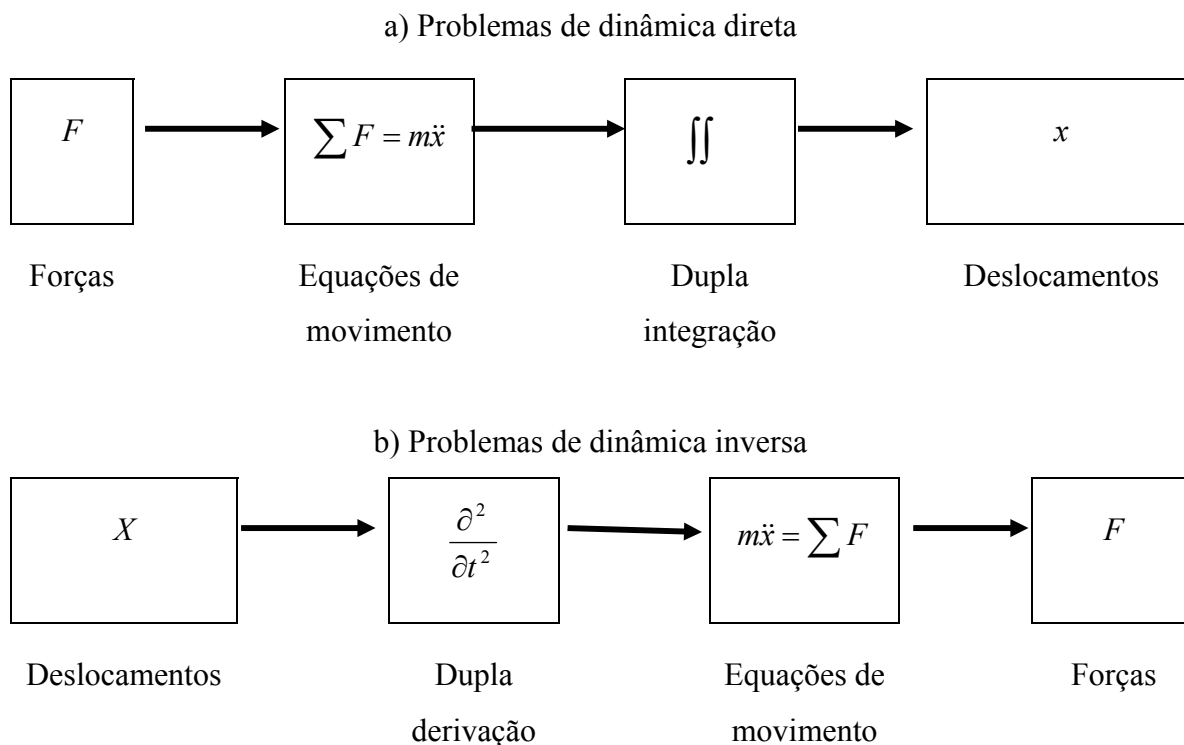 a) Problemas de dinâmica direta
F
∑ F = mẍ
∬
x
Forças
Equações de
movimento
Dupla
integração
Deslocamentos
b) Problemas de dinâmica inversa
X
∂²
∂t²
mẍ = ∑ F
F
Deslocamentos
Dupla
derivação
Equações de
movimento
Forças